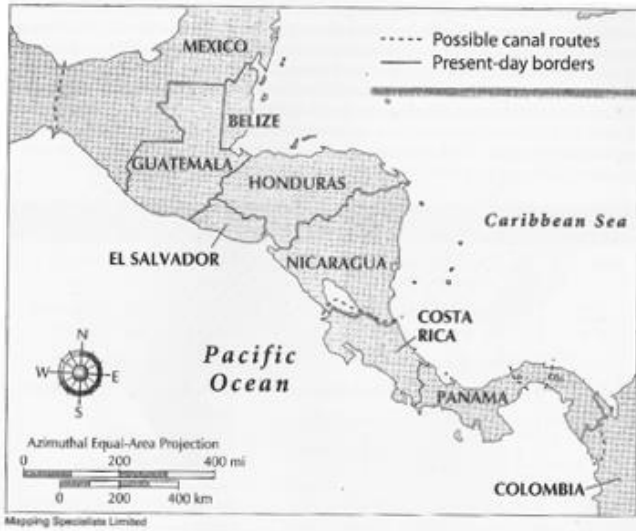 MEXICO
- - - - Possible canal routes
Present-day borders
BELIZE
GUATEMALA
HONDURAS
Caribbean Sea
EL SALVADOR
NICARAGUA
COSTA
RICA
N
W
E
S
Pacific
Ocean
PANAMA
Azimuthal Equal-Area Projection
0 200 400 mi
0 200 400 km
COLOMBIA
Mapping Specialists Limited